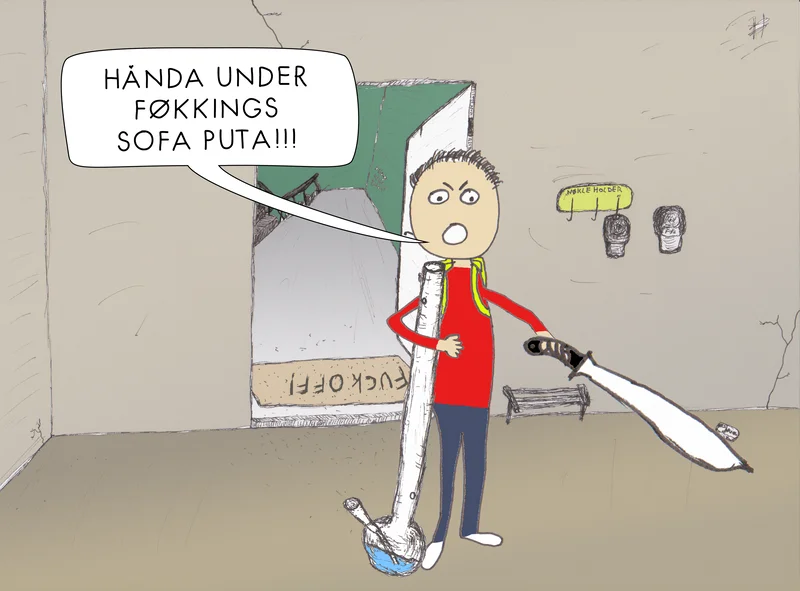 HÅNDA UNDER
FØKKINGS
SOFA PUTA!!!
NØKLE HOLDER
FUCK OFF!